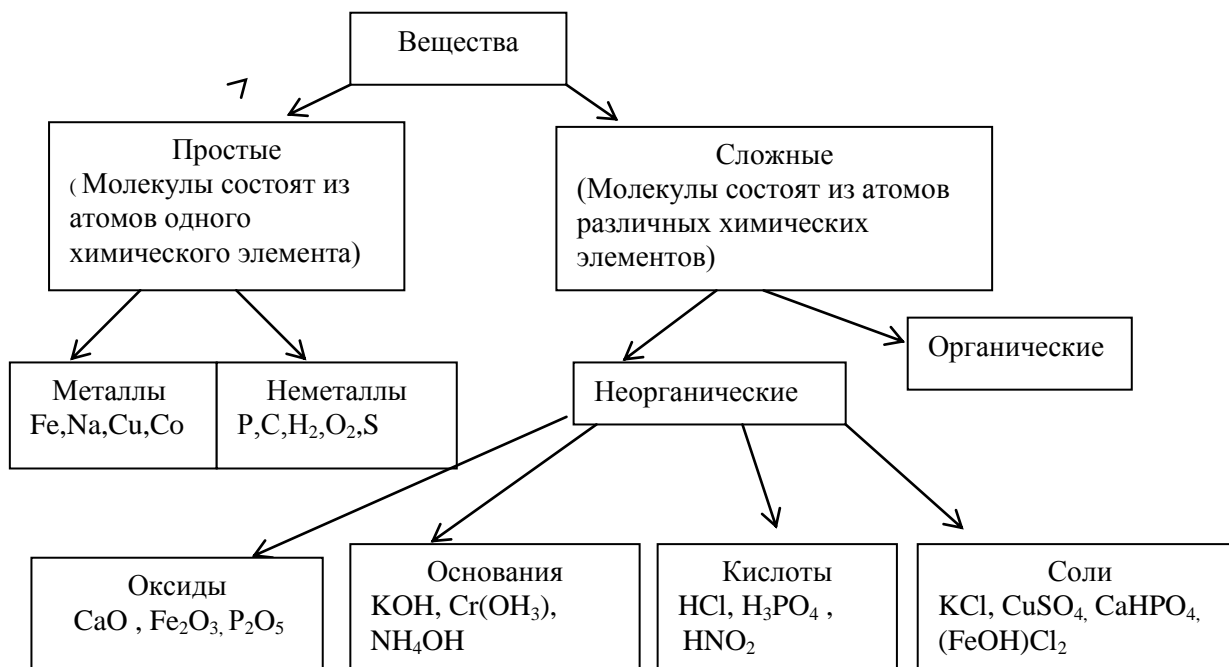 Вещества
Простые
( Молекулы состоят из
атомов одного
химического элемента)
Сложные
(Молекулы состоят из атомов
различных химических
элементов)
Органические
Металлы
Fe,Na,Cu,Co
Неметаллы
P,C,H₂,O₂,S
Неорганические
Оксиды
CaO , Fe₂O₃, P₂O₅
Основания
KOH, Cr(OH₃),
NH₄OH
Кислоты
HCl, H₃PO₄ ,
HNO₂
Соли
KCl, CuSO₄, CaHPO₄,
(FeOH)Cl₂